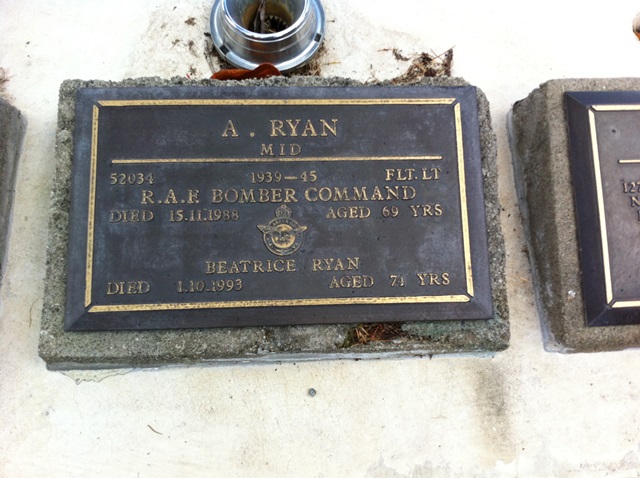 A. RYAN
MID
52034 1939-45 FLT. LT
R.A.F. BOMBER COMMAND
DIED 15.11.1988 AGED 69 YRS
BEATRICE RYAN
DIED 1.10.1993 AGED 71 YRS